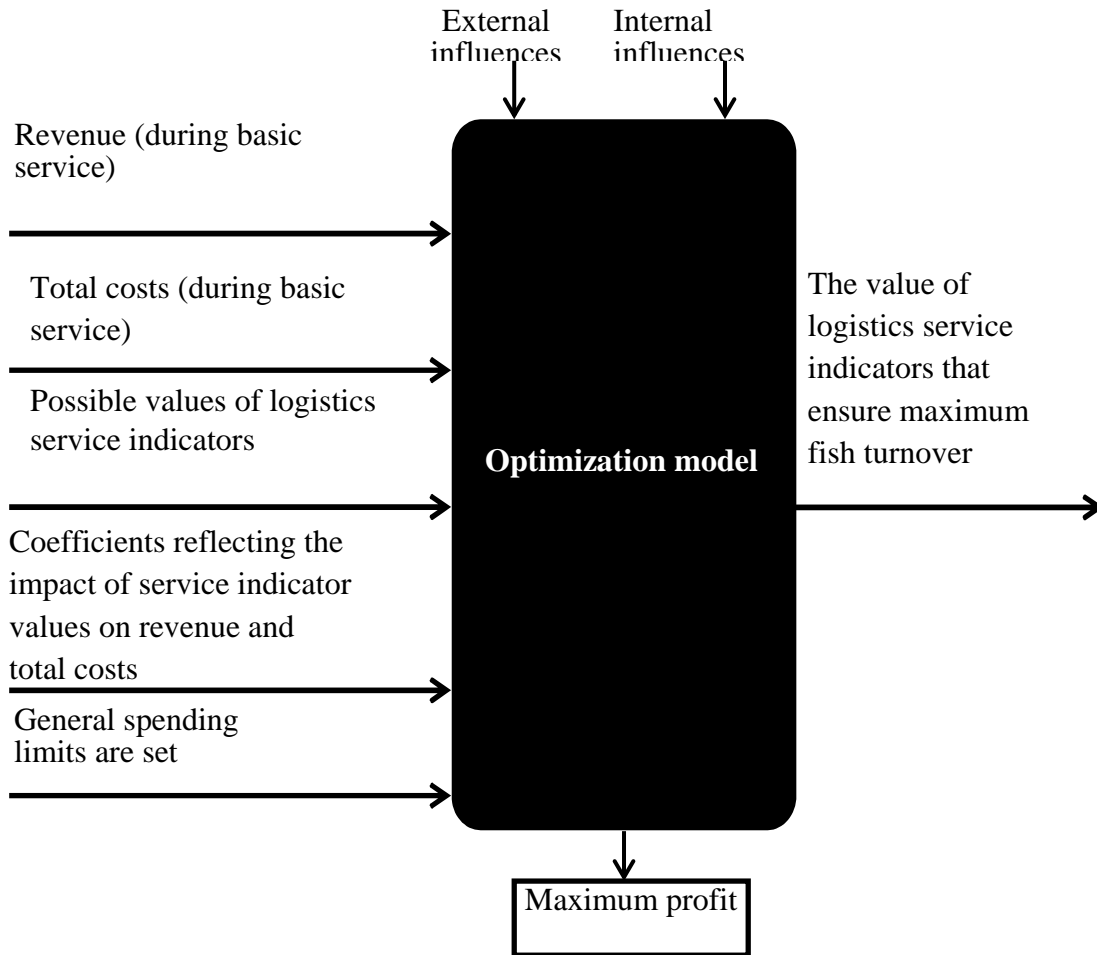 External
influences
Internal
influences
Revenue (during basic
service)
Total costs (during basic
service)
Possible values of logistics
service indicators
Coefficients reflecting the
impact of service indicator
values on revenue and
total costs
General spending
limits are set
Optimization model
The value of
logistics service
indicators that
ensure maximum
fish turnover
Maximum profit